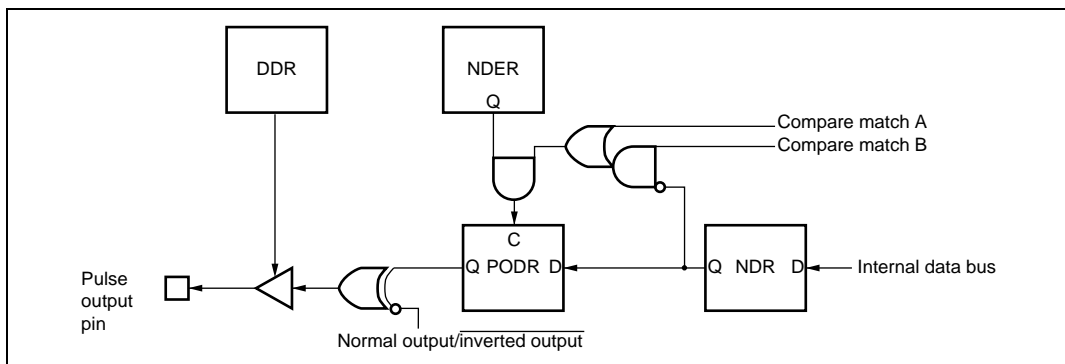 DDR
NDER
Q
Compare match A
Compare match B
C
Q PODR D
Q NDR D
Internal data bus
Pulse
output
pin
Normal output/inverted output